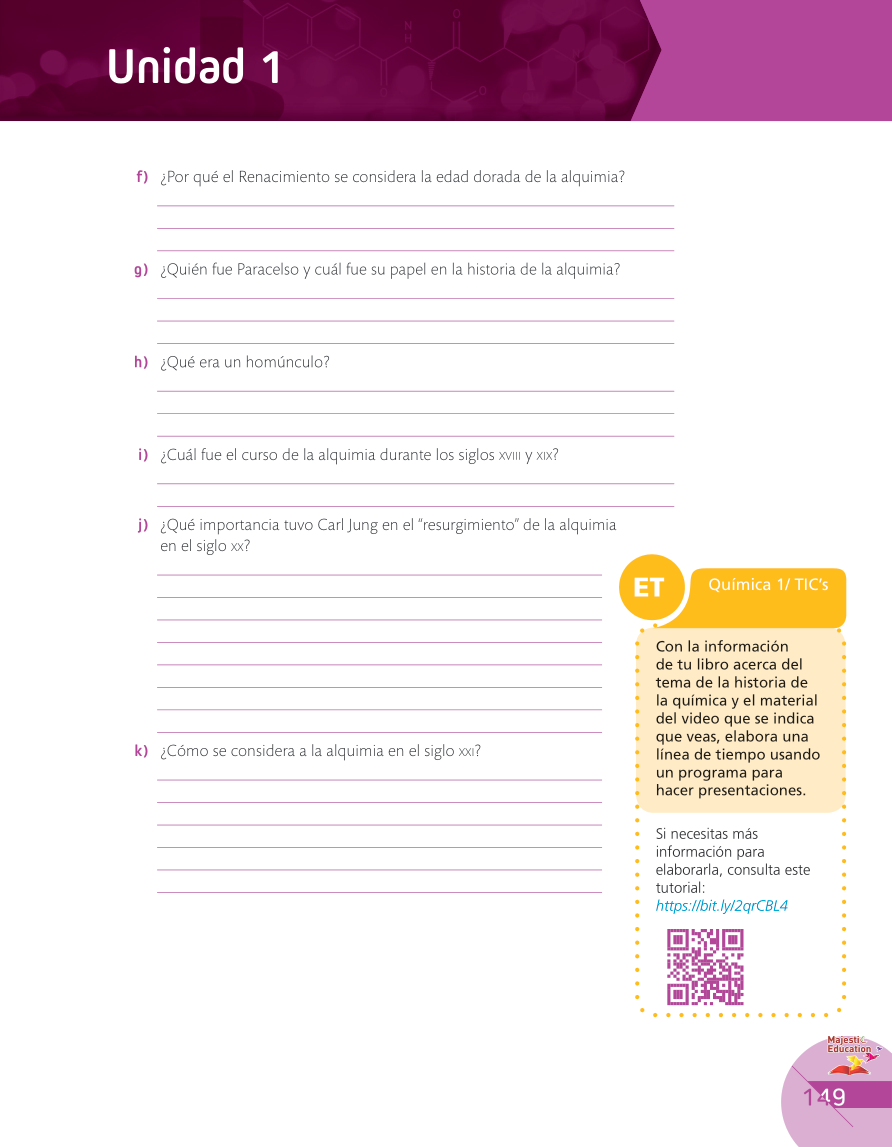 Unidad 1
f) ¿Por qué el Renacimiento se considera la edad dorada de la alquimia?
g) ¿Quién fue Paracelso y cuál fue su papel en la historia de la alquimia?
h) ¿Qué era un homúnculo?
i) ¿Cuál fue el curso de la alquimia durante los siglos XVIII y XIX?
j) ¿Qué importancia tuvo Carl Jung en el “resurgimiento” de la alquimia
en el siglo XX?
k) ¿Cómo se considera a la alquimia en el siglo XXI?
ET
Química 1/ TIC’s
Con la información
de tu libro acerca del
tema de la historia de
la química y el material
del video que se indica
que veas, elabora una
línea de tiempo usando
un programa para
hacer presentaciones.
Si necesitas más
información para
elaborarla, consulta este
tutorial:
https://bit.ly/2qrCBL4
Majestic
Education
149